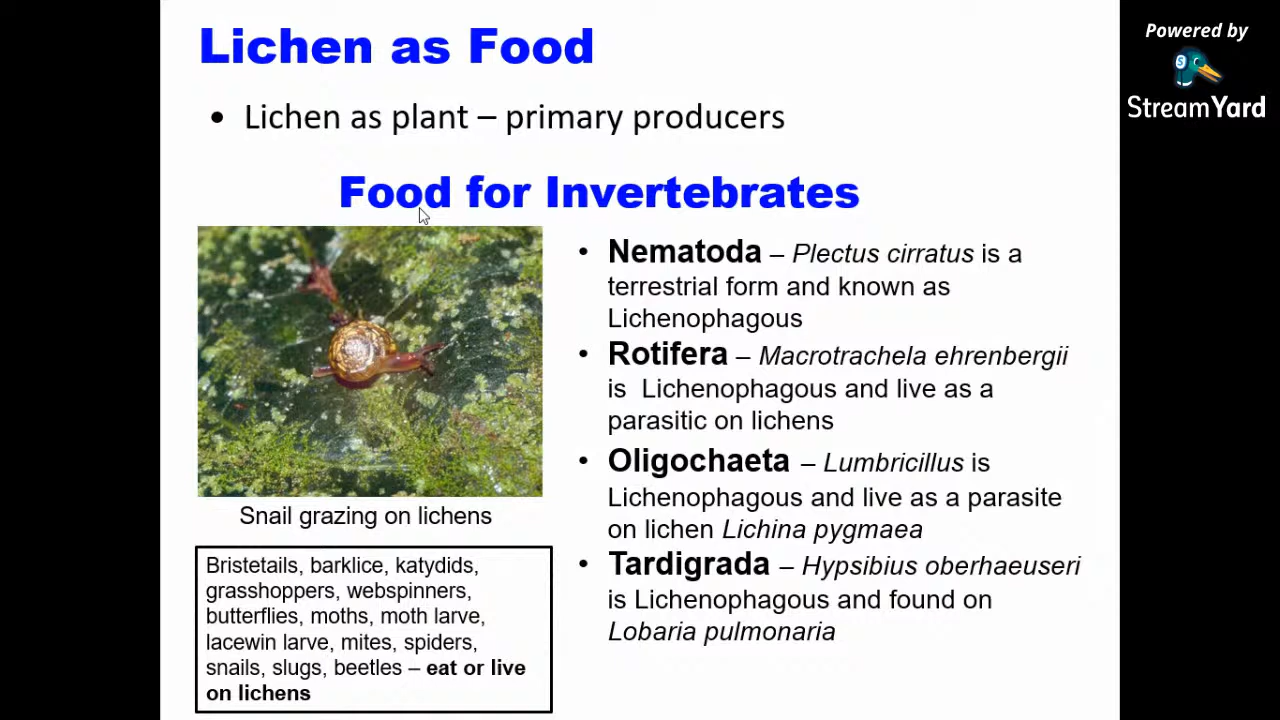 Lichen as Food
• Lichen as plant – primary producers
Food for Invertebrates
Snail grazing on lichens
Bristetails, barklice, katydids,
grasshoppers, webspinners,
butterflies, moths, moth larve,
lacewin larve, mites, spiders,
snails, slugs, beetles – eat or live
on lichens
• Nematoda – Plectus cirratus is a
terrestrial form and known as
Lichenophagous
• Rotifera – Macrotrachela ehrenbergii
is Lichenophagous and live as a
parasitic on lichens
• Oligochaeta – Lumbricillus is
Lichenophagous and live as a parasite
on lichen Lichina pygmaea
• Tardigrada – Hypsibius oberhaeuseri
is Lichenophagous and found on
Lobaria pulmonaria
Powered by
StreamYard